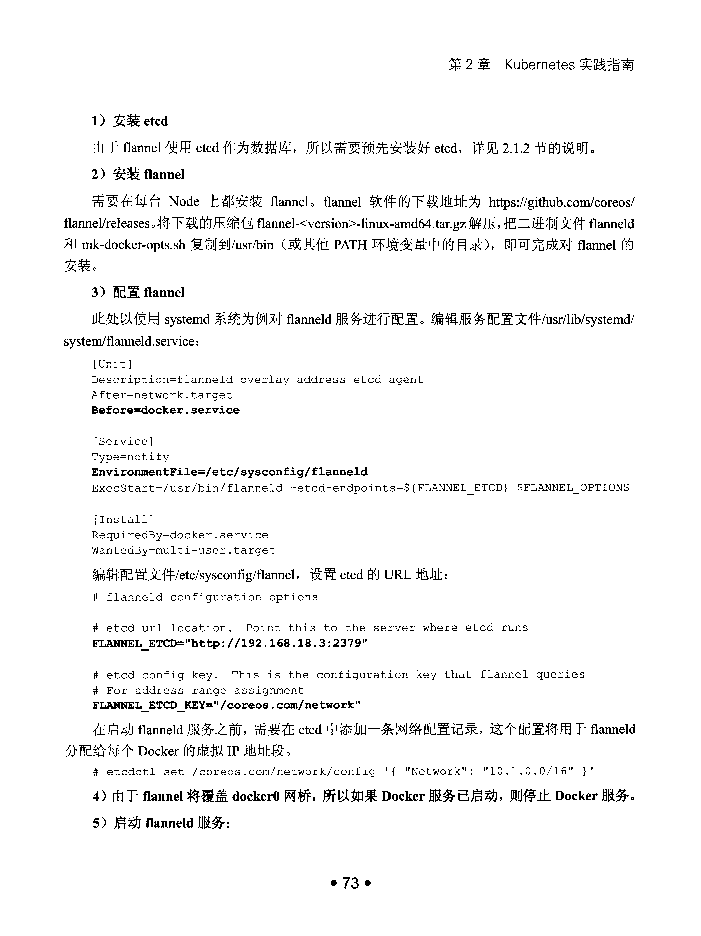 第 2 章 Kubernetes 实践指南
1）安装 etcd
由于 flannel 使用 etcd 作为数据库，所以需要预先安装好 etcd，详见 2.1.2 节的说明。
2）安装 flannel
需要在每台 Node 上都安装 flannel。flannel 软件的下载地址为 https://github.com/coreos/
flannel/releases。将下载的压缩包 flannel-<version>-linux-amd64.tar.gz 解压，把二进制文件 flanneld
和 mk-docker-opts.sh 复制到/usr/bin（或其他 PATH 环境变量中的目录），即可完成对 flannel 的
安装。
3）配置 flannel
此处以使用 systemd 系统为例对 flanneld 服务进行配置。编辑服务配置文件/usr/lib/systemd/
system/flanneld.service：
[Unit]
Description=flanneld overlay address etcd agent
After=network.target
Before=docker.service
[Service]
Type=notify
EnvironmentFile=/etc/sysconfig/flanneld
ExecStart=/usr/bin/flanneld -etcd-endpoints=${FLANNEL_ETCD} $FLANNEL_OPTIONS
[Install]
RequiredBy=docker.service
WantedBy=multi-user.target
编辑配置文件/etc/sysconfig/flannel，设置 etcd 的 URL 地址：
# flanneld configuration options
# etcd url location. Point this to the server where etcd runs
FLANNEL_ETCD="http://192.168.18.3:2379"
# etcd config key. This is the configuration key that flannel queries
# For address range assignment
FLANNEL_ETCD_KEY="/coreos.com/network"
在启动 flanneld 服务之前，需要在 etcd 中添加一条网络配置记录，这个配置将用于 flanneld
分配给每个 Docker 的虚拟 IP 地址段。
# etcdctl set /coreos.com/network/config '{ "Network": "10.1.0.0/16" }'
4）由于 flannel 将覆盖 docker0 网桥，所以如果 Docker 服务已启动，则停止 Docker 服务。
5）启动 flanneld 服务：
• 73 •